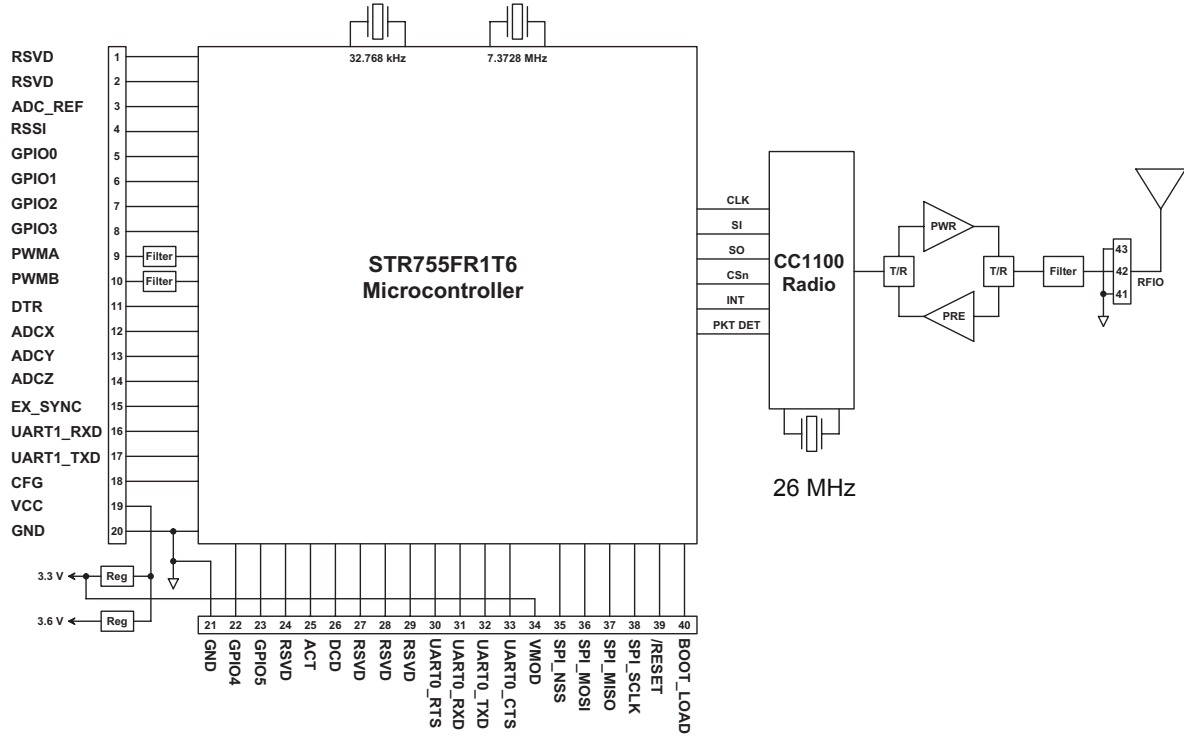 32.768 kHz
7.3728 MHz
RSVD 1
RSVD 2
ADC_REF 3
RSSI 4
GPIO0 5
GPIO1 6
GPIO2 7
GPIO3 8
PWMA 9 Filter
PWMB 10 Filter
DTR 11
ADCX 12
ADCY 13
ADCZ 14
EX_SYNC 15
UART1_RXD 16
UART1_TXD 17
CFG 18
VCC 19
GND 20
STR755FR1T6
Microcontroller
CLK
SI
SO
CSn
INT
PKT DET
CC1100
Radio
26 MHz
T/R
PWR
PRE
T/R
Filter
43
42
41
RFIO
3.3 V Reg
3.6 V Reg
21 GND
22 GPIO4
23 GPIO5
24 RSVD
25 ACT
26 DCD
27 RSVD
28 RSVD
29 RSVD
30 UART0_RTS
31 UART0_RXD
32 UART0_TXD
33 UART0_CTS
34 VMOD
35 SPI_NSS
36 SPI_MOSI
37 SPI_MISO
38 SPI_SCLK
39 /RESET
40 BOOT_LOAD